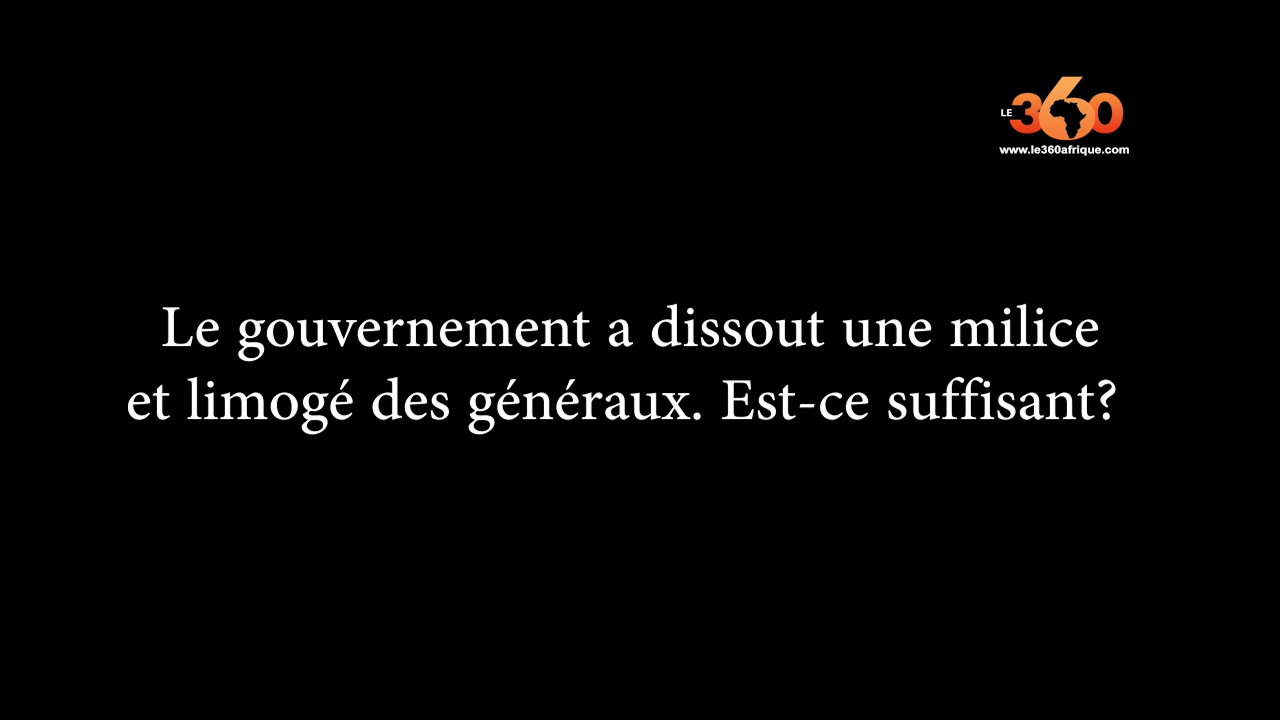 LE 360
www.le360afrique.com
Le gouvernement a dissout une milice
et limogé des généraux. Est-ce suffisant?